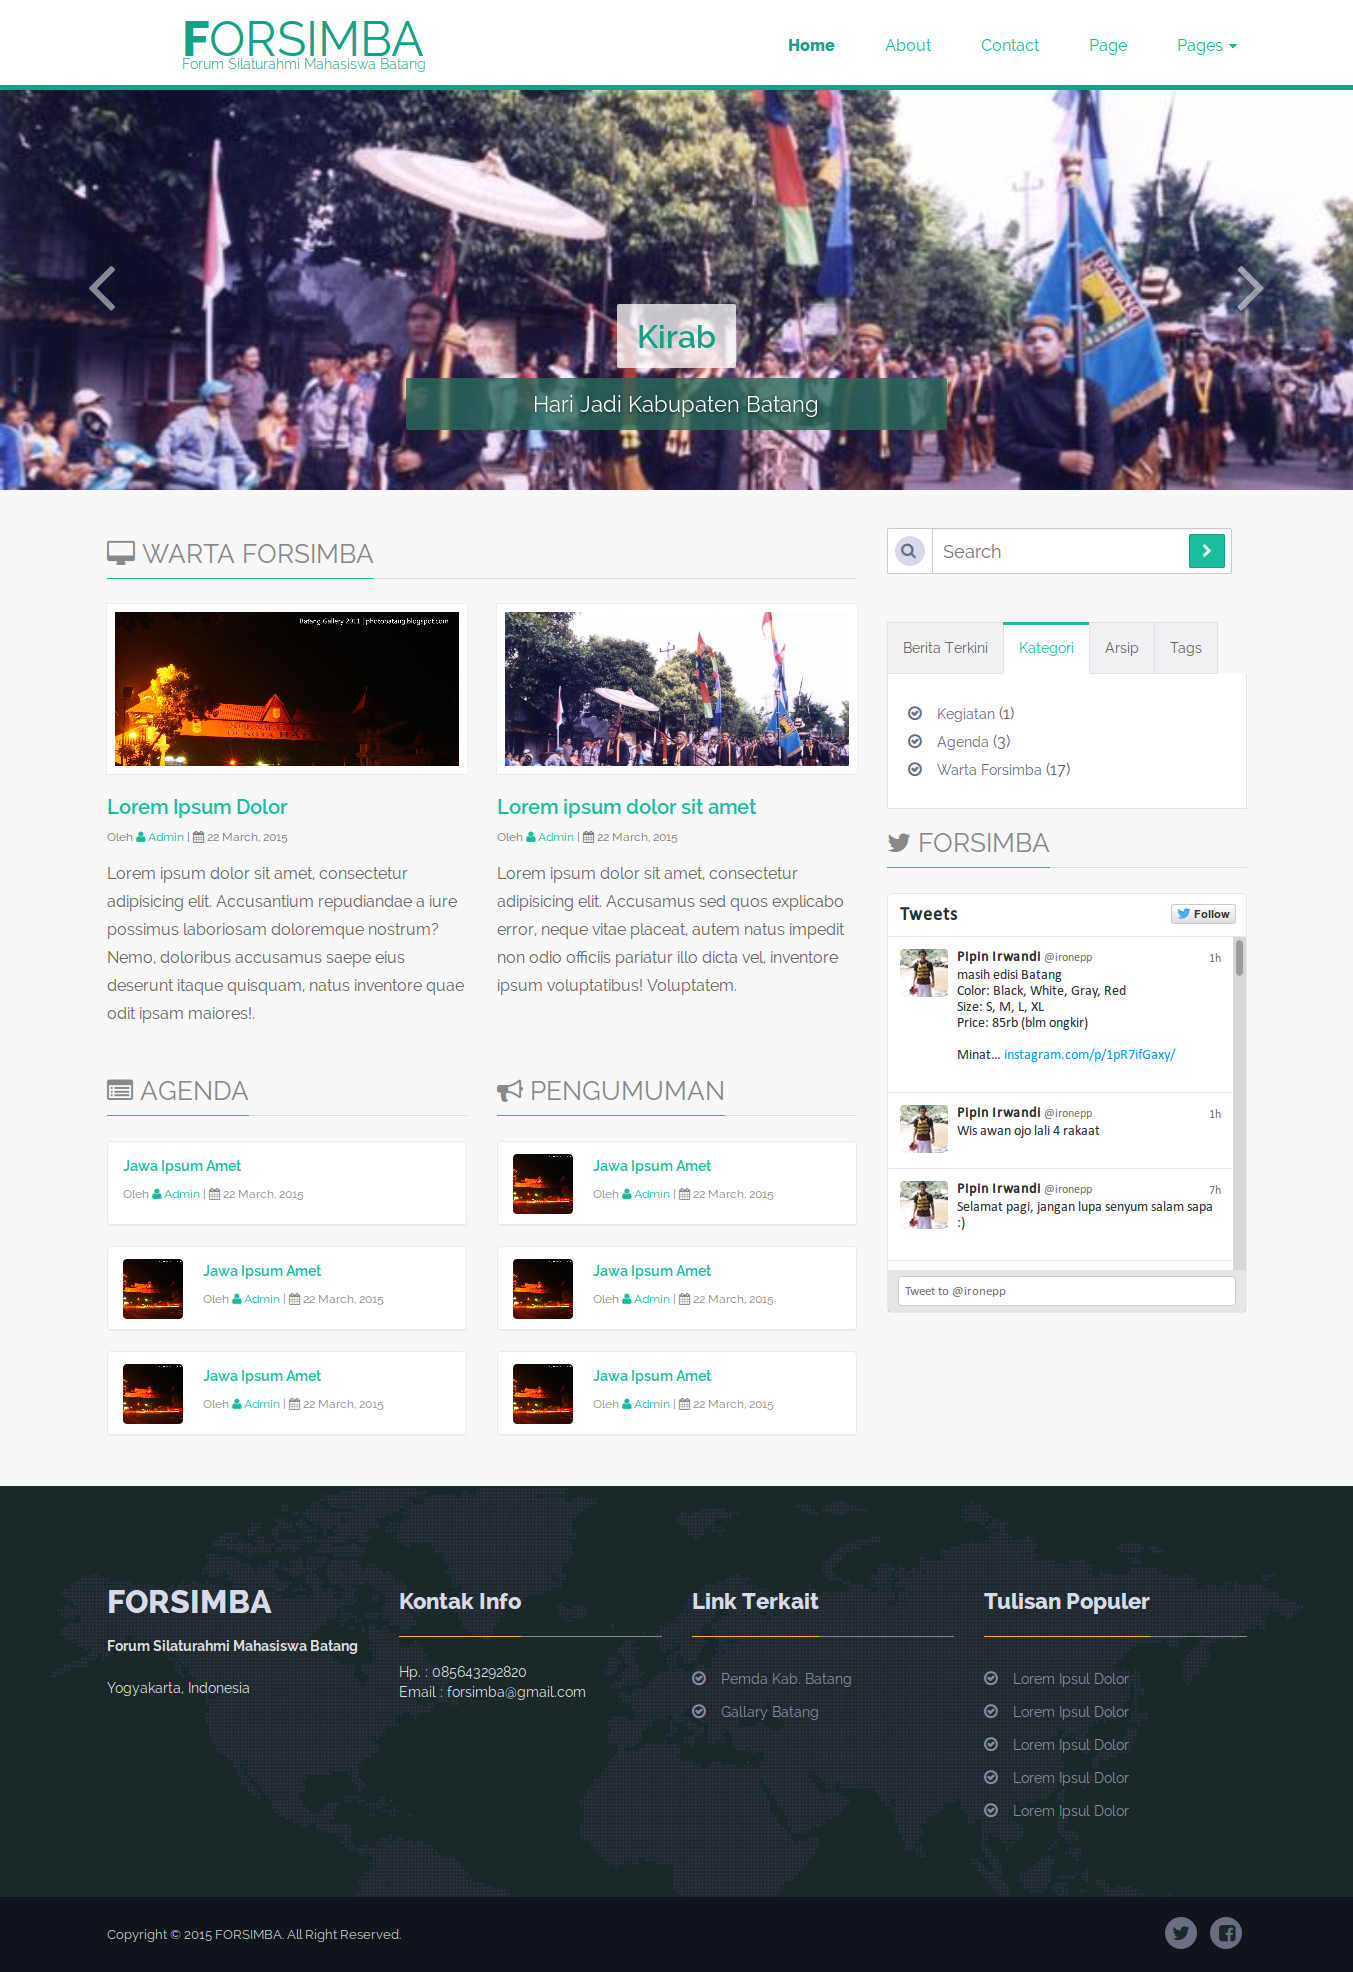 FORSIMBA
Forum Silaturahmi Mahasiswa Batang
Home
About
Contact
Page
Pages
BATANG
Kirab
Hari Jadi Kabupaten Batang
WARTA FORSIMBA
Batang Gallery 2011 | photobatang.blogspot.com
Lorem Ipsum Dolor
Oleh Admin | 22 March, 2015
Lorem ipsum dolor sit amet, consectetur
adipisicing elit. Accusantium repudiandae a iure
possimus laboriosam doloremque nostrum?
Nemo, doloribus accusamus saepe eius
deserunt itaque quisquam, natus inventore quae
odit ipsam maiores!.
Lorem ipsum dolor sit amet
Oleh Admin | 22 March, 2015
Lorem ipsum dolor sit amet, consectetur
adipisicing elit. Accusamus sed quos explicabo
error, neque vitae placeat, autem natus impedit
non odio officiis pariatur illo dicta vel, inventore
ipsum voluptatibus! Voluptatem.
AGENDA
Jawa Ipsum Amet
Oleh Admin | 22 March, 2015
Jawa Ipsum Amet
Oleh Admin | 22 March, 2015
Jawa Ipsum Amet
Oleh Admin | 22 March, 2015
PENGUMUMAN
Jawa Ipsum Amet
Oleh Admin | 22 March, 2015
Jawa Ipsum Amet
Oleh Admin | 22 March, 2015
Jawa Ipsum Amet
Oleh Admin | 22 March, 2015
Search
Berita Terkini
Kategori
Arsip
Tags
Kegiatan (1)
Agenda (3)
Warta Forsimba (17)
FORSIMBA
Tweets
Follow
Pipin Irwandi @ironepp 1h
masih edisi Batang
Color: Black, White, Gray, Red
Size: S, M, L, XL
Price: 85rb (blm ongkir)
Minat... instagram.com/p/1pR7ifGaxy/
Pipin Irwandi @ironepp 1h
Wis awan ojo lali 4 rakaat
Pipin Irwandi @ironepp 7h
Selamat pagi, jangan lupa senyum salam sapa
:)
Tweet to @ironepp
FORSIMBA
Forum Silaturahmi Mahasiswa Batang
Yogyakarta, Indonesia
Kontak Info
Hp. : 085643292820
Email : forsimba@gmail.com
Link Terkait
Pemda Kab. Batang
Gallary Batang
Tulisan Populer
Lorem Ipsul Dolor
Lorem Ipsul Dolor
Lorem Ipsul Dolor
Lorem Ipsul Dolor
Lorem Ipsul Dolor
Copyright © 2015 FORSIMBA. All Right Reserved.